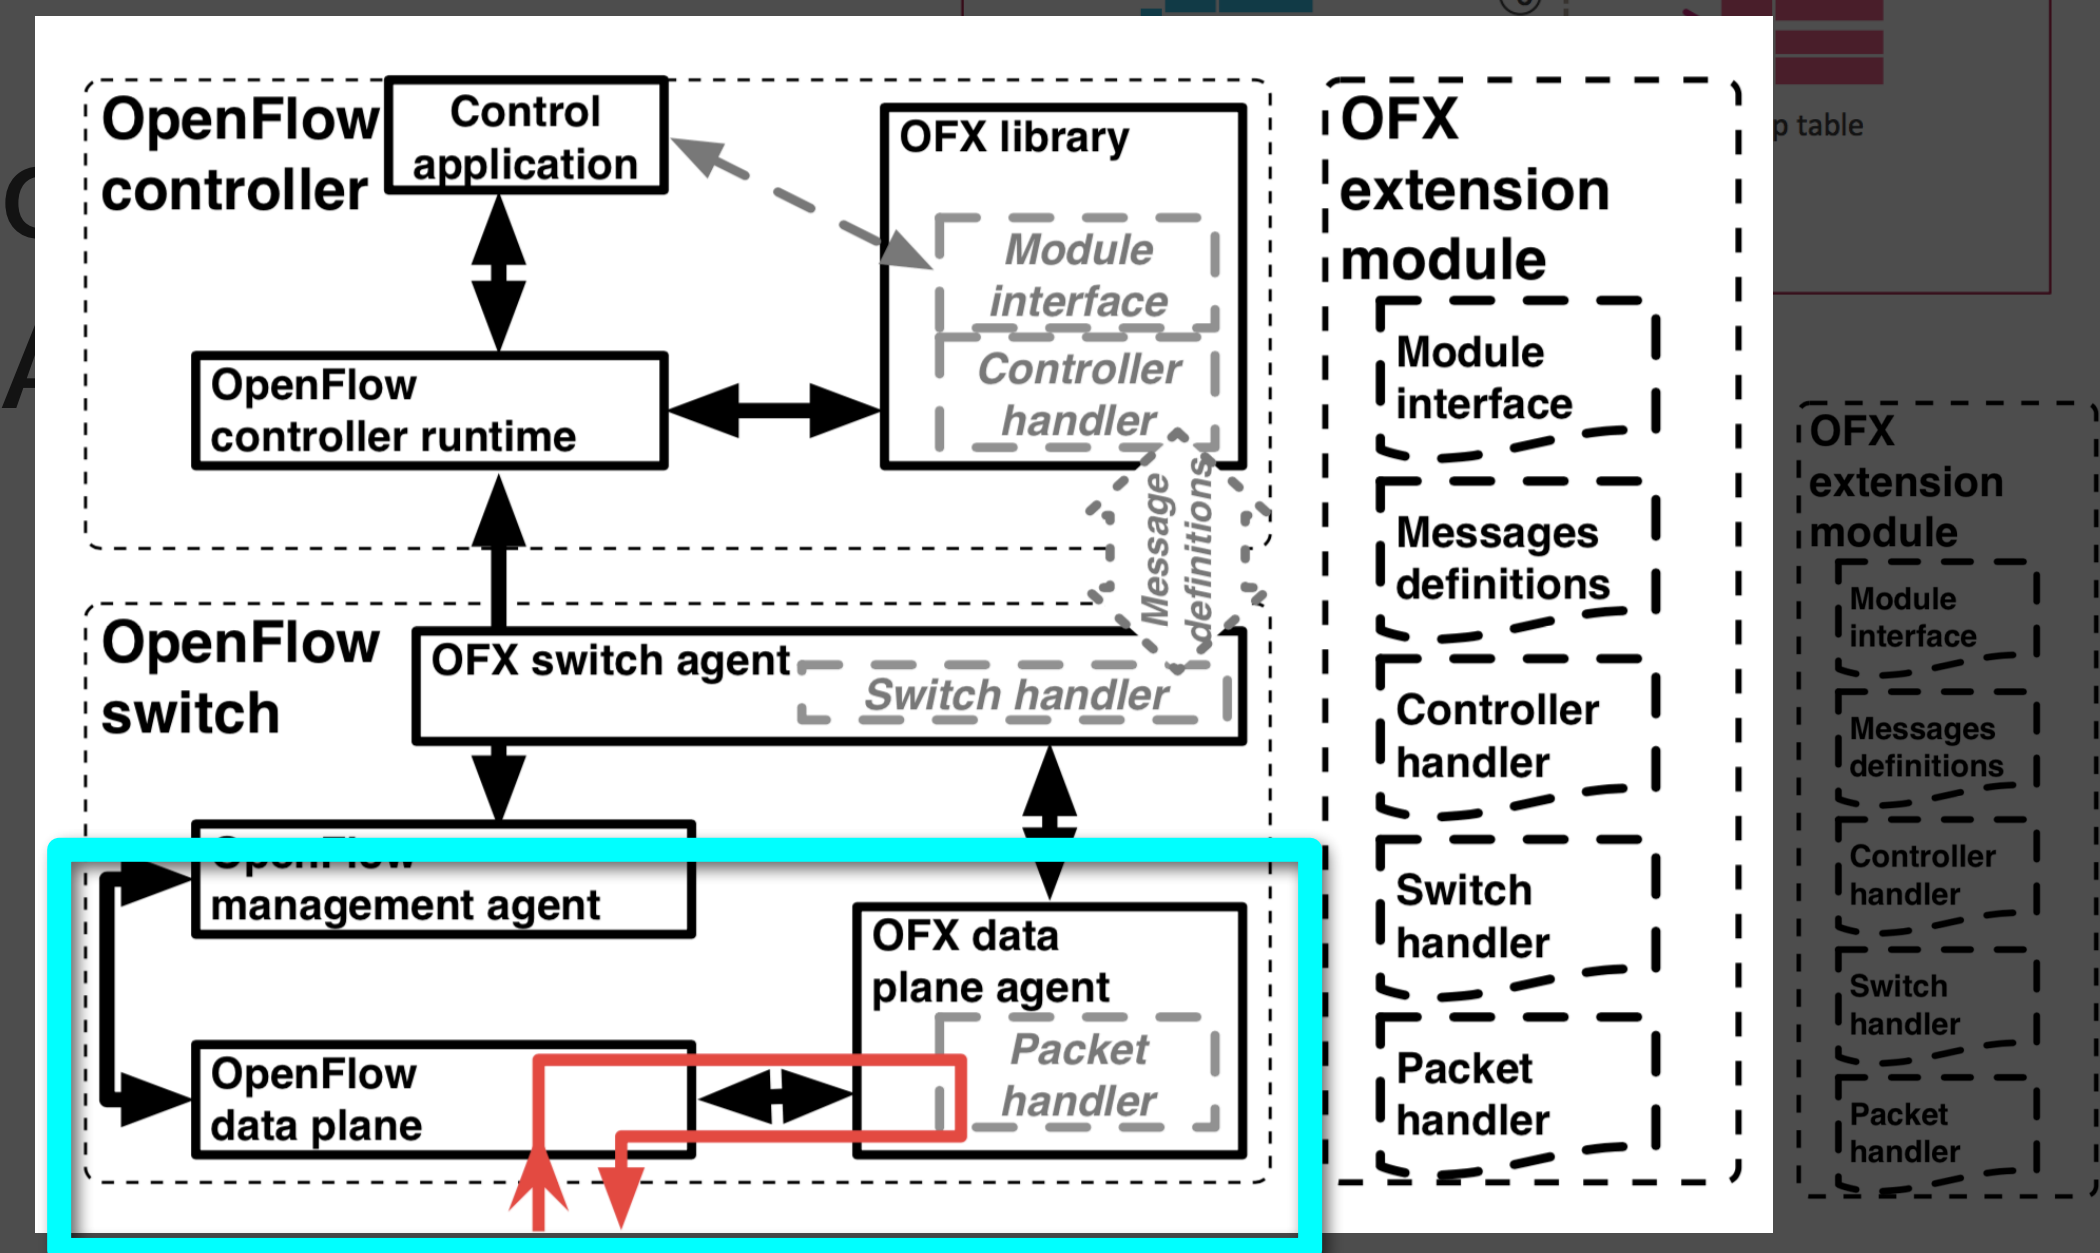 OpenFlow
controller
Control
application
OFX library
Module
interface
Controller
handler
OpenFlow
controller runtime
Message
definitions
OpenFlow
switch
OFX switch agent
Switch handler
OpenFlow
management agent
OFX data
plane agent
Packet
handler
OpenFlow
data plane
OFX
extension
module
Module
interface
Messages
definitions
Controller
handler
Switch
handler
Packet
handler
p table
OFX
extension
module
Module
interface
Messages
definitions
Controller
handler
Switch
handler
Packet
handler